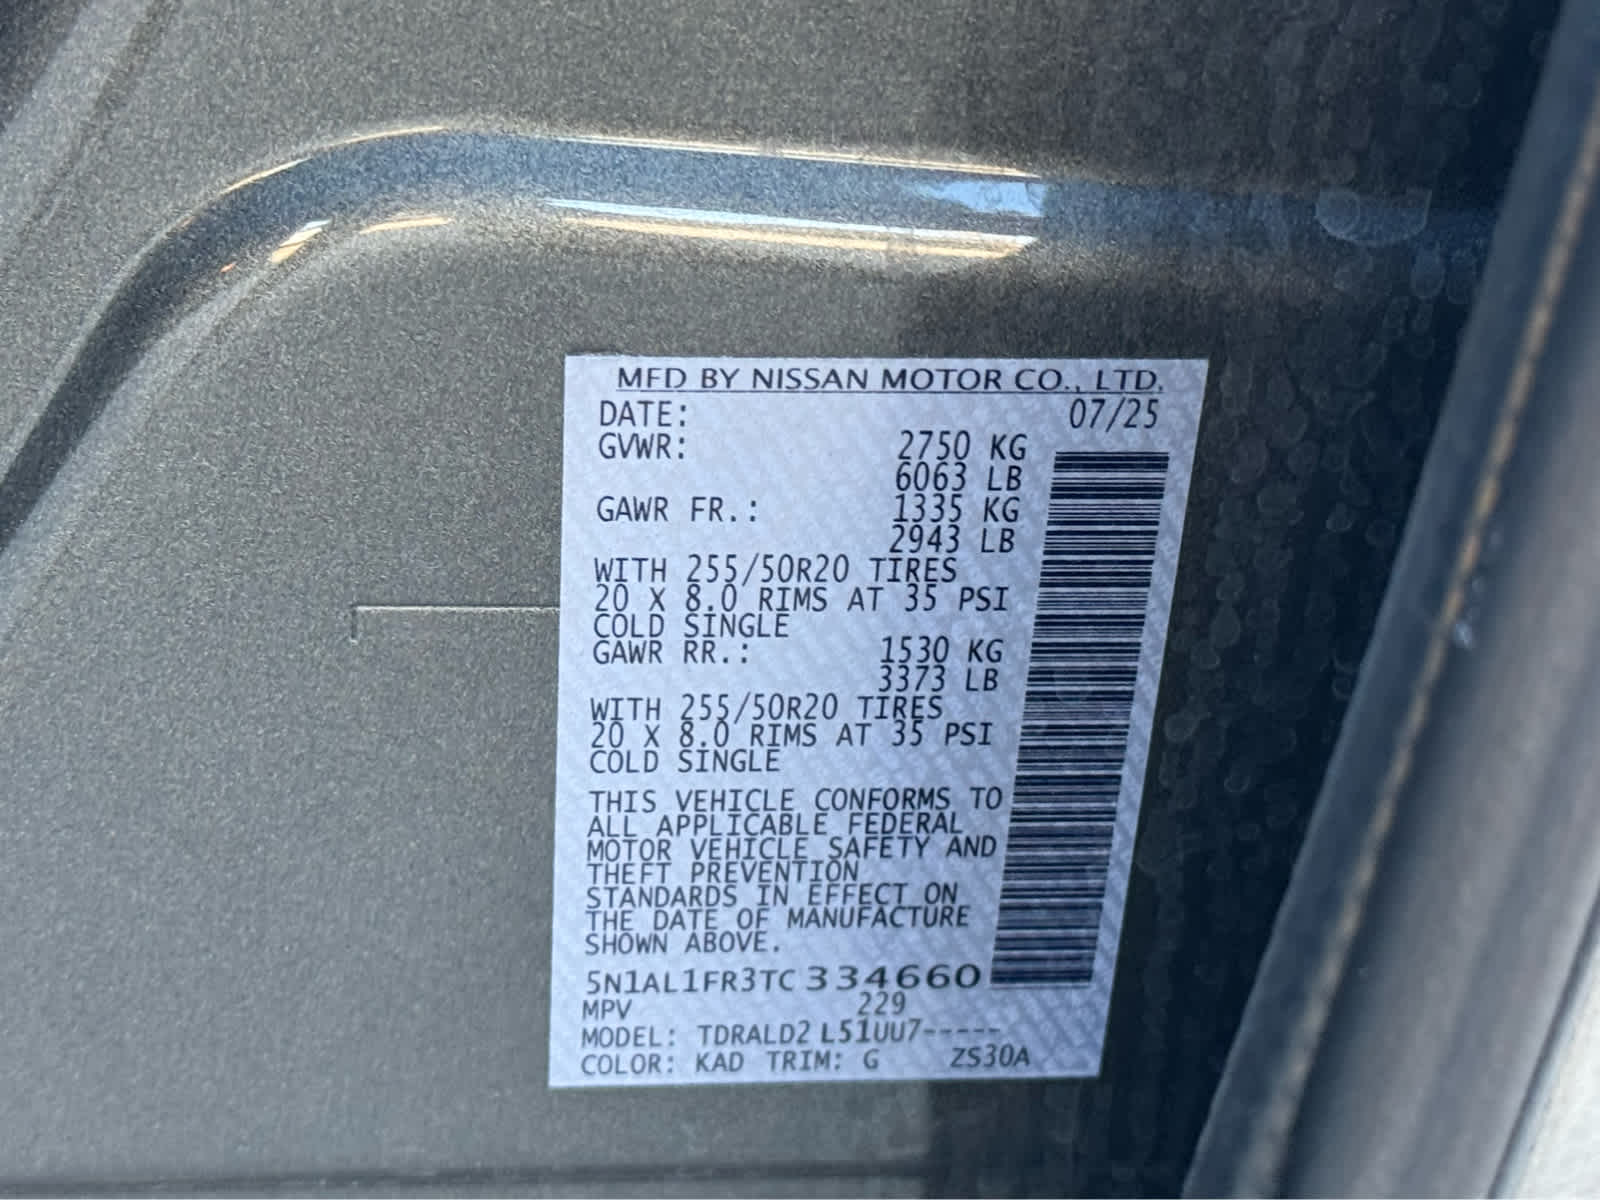 MFD BY NISSAN MOTOR CO., LTD.
DATE: 07/25
GVWR: 2750 KG
6063 LB
GAWR FR.: 1335 KG
2943 LB
WITH 255/50R20 TIRES
20 X 8.0 RIMS AT 35 PSI
COLD SINGLE
GAWR RR.: 1530 KG
3373 LB
WITH 255/50R20 TIRES
20 X 8.0 RIMS AT 35 PSI
COLD SINGLE
THIS VEHICLE CONFORMS TO
ALL APPLICABLE FEDERAL
MOTOR VEHICLE SAFETY AND
THEFT PREVENTION
STANDARDS IN EFFECT ON
THE DATE OF MANUFACTURE
SHOWN ABOVE.
5N1AL1FR3TC334660
MPV 229
MODEL: TDRALD2 L51UU7-----
COLOR: KAD TRIM: G ZS30A